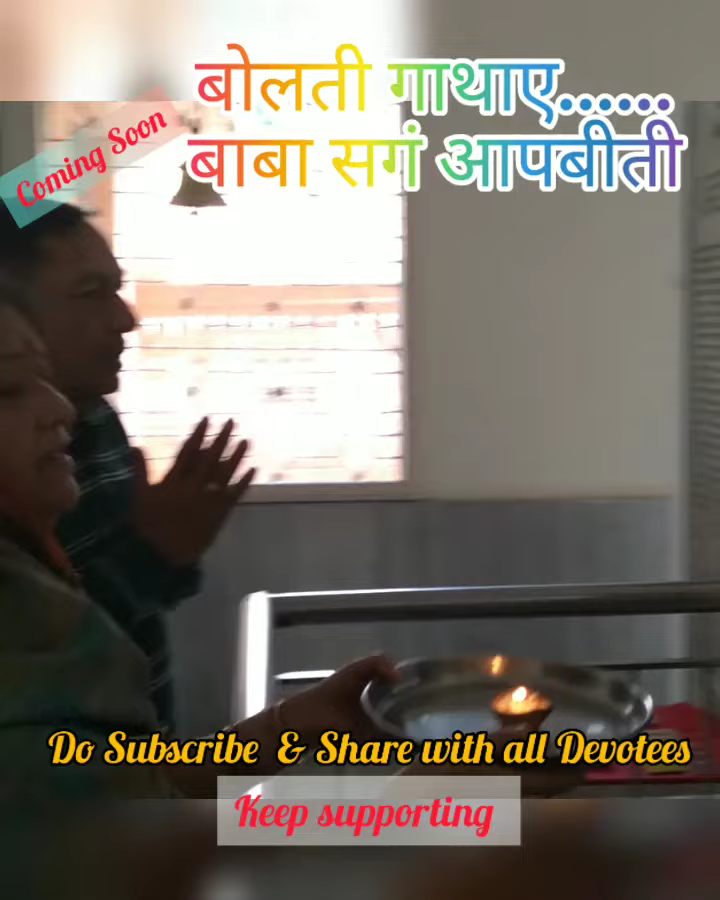 बोलती गाथाए......
Coming Soon
बाबा सगं आपबीती
Do Subscribe & Share with all Devotees
Keep supporting